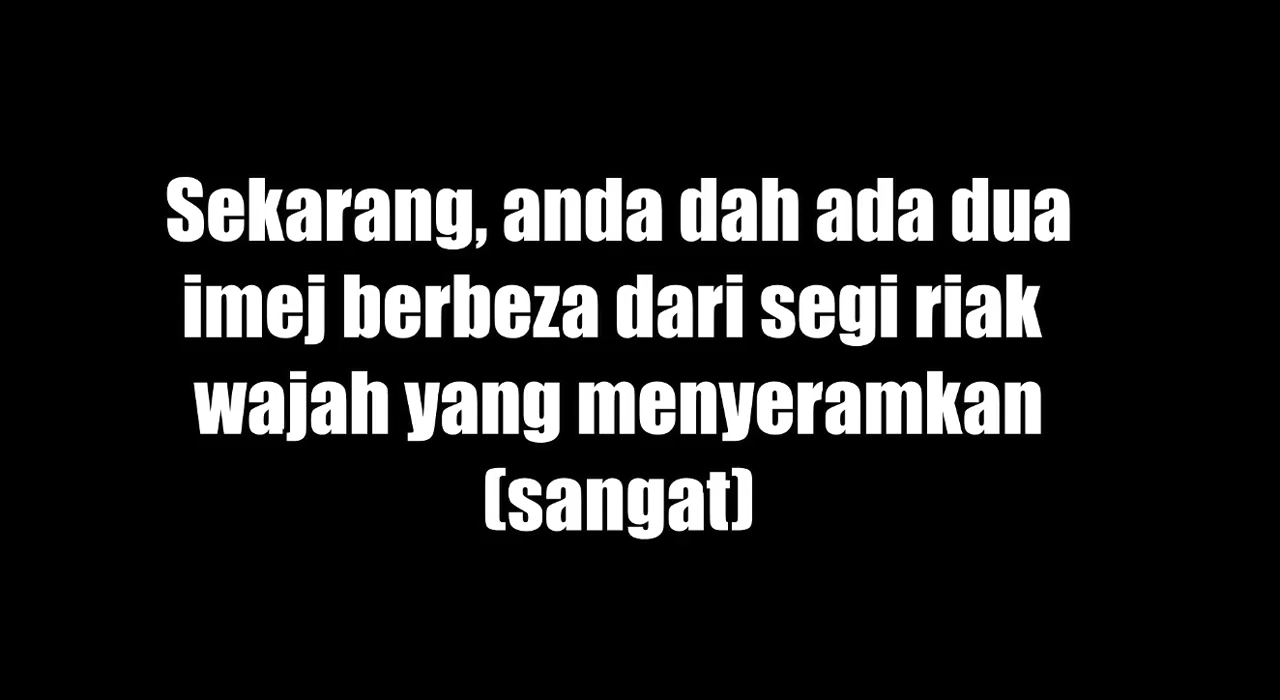 Sekarang, anda dah ada dua
imej berbeza dari segi riak
wajah yang menyeramkan
(sangat)